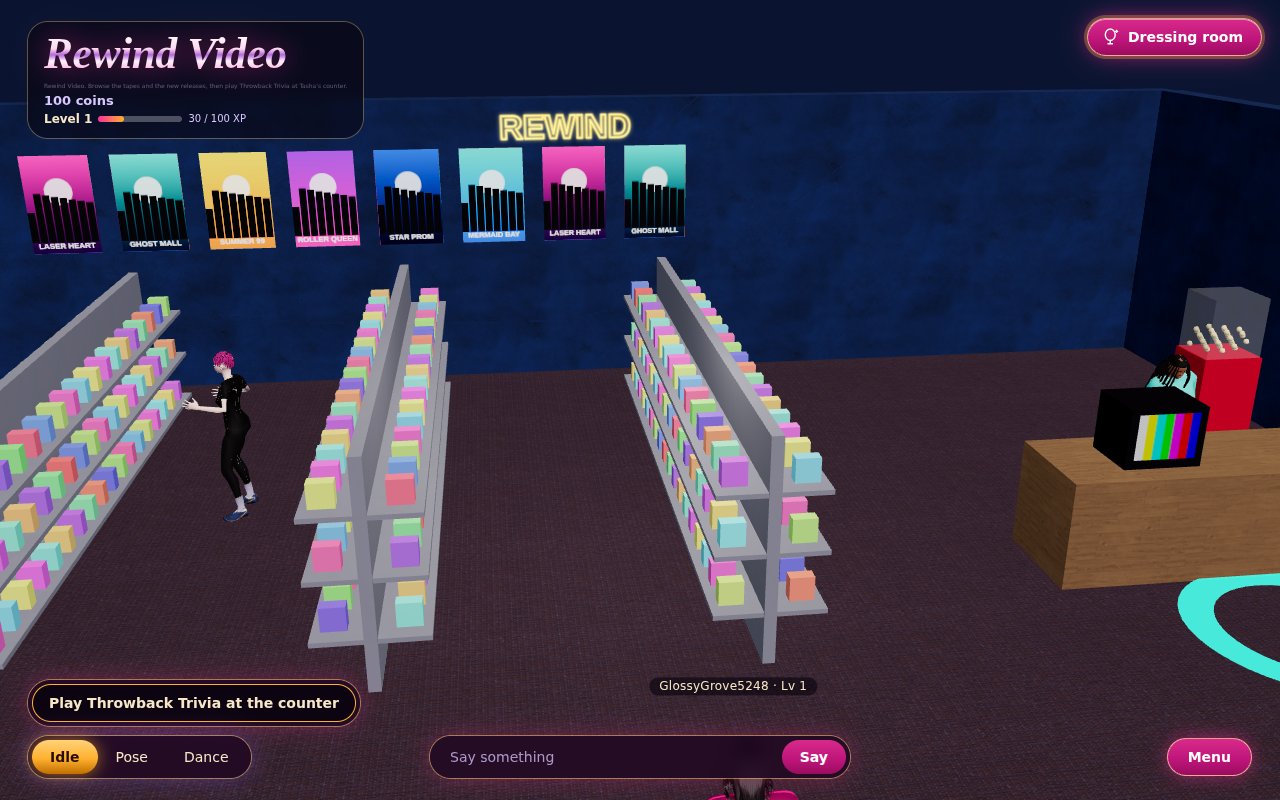 Rewind Video
Rewind Video. Browse the tapes and the new releases, then play Throwback Trivia at Tasha's counter.
100 coins
Level 1 30 / 100 XP
Dressing room
REWIND
LASER HEART
GHOST MALL
SUMMER 99
ROLLER QUEEN
STAR PROM
MERMAID BAY
LASER HEART
GHOST MALL
GlossyGrove5248 · Lv 1
Play Throwback Trivia at the counter
Idle Pose Dance
Say something Say
Menu